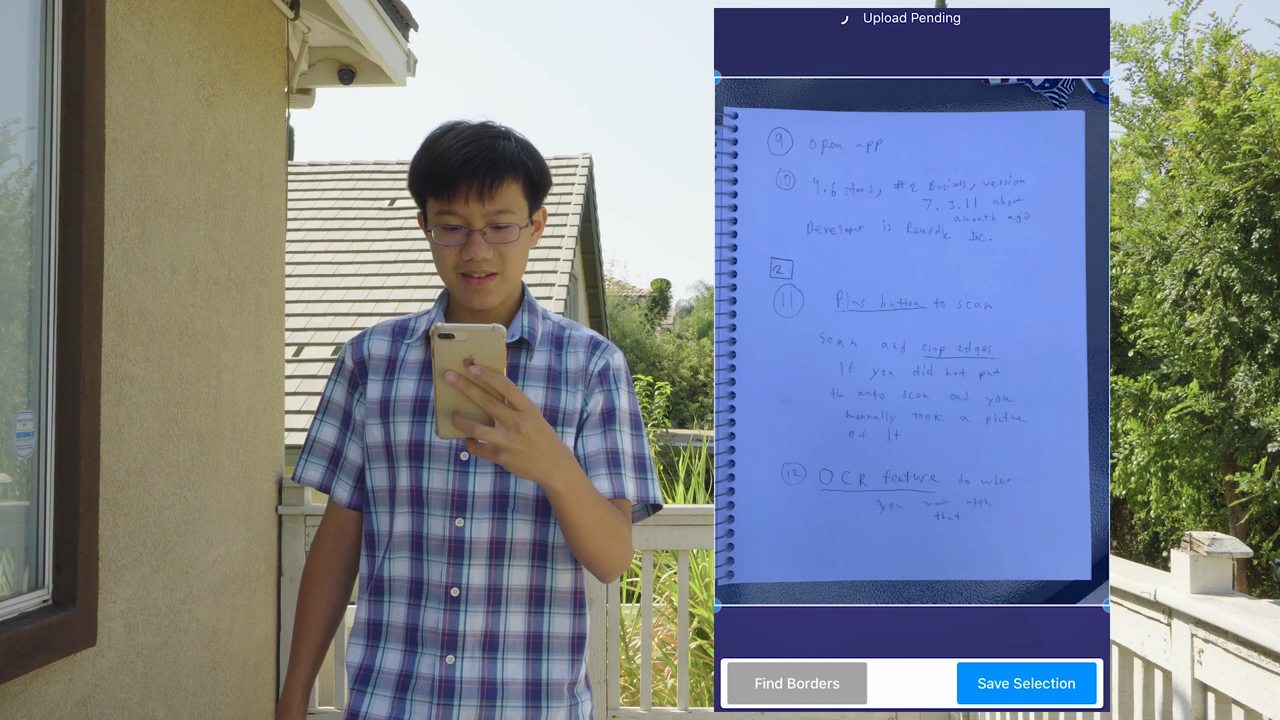 Upload Pending
9 Open app
10 4.6 stars, #2 Business, version
7.3.11 about
a month ago
Developer is Readdle Inc.
2
11 Plus button to scan
Scan and crop edges
If you did not put
the auto scan and you
manually took a picture
of it
12 OCR feature do what
you want with
that
Find Borders
Save Selection